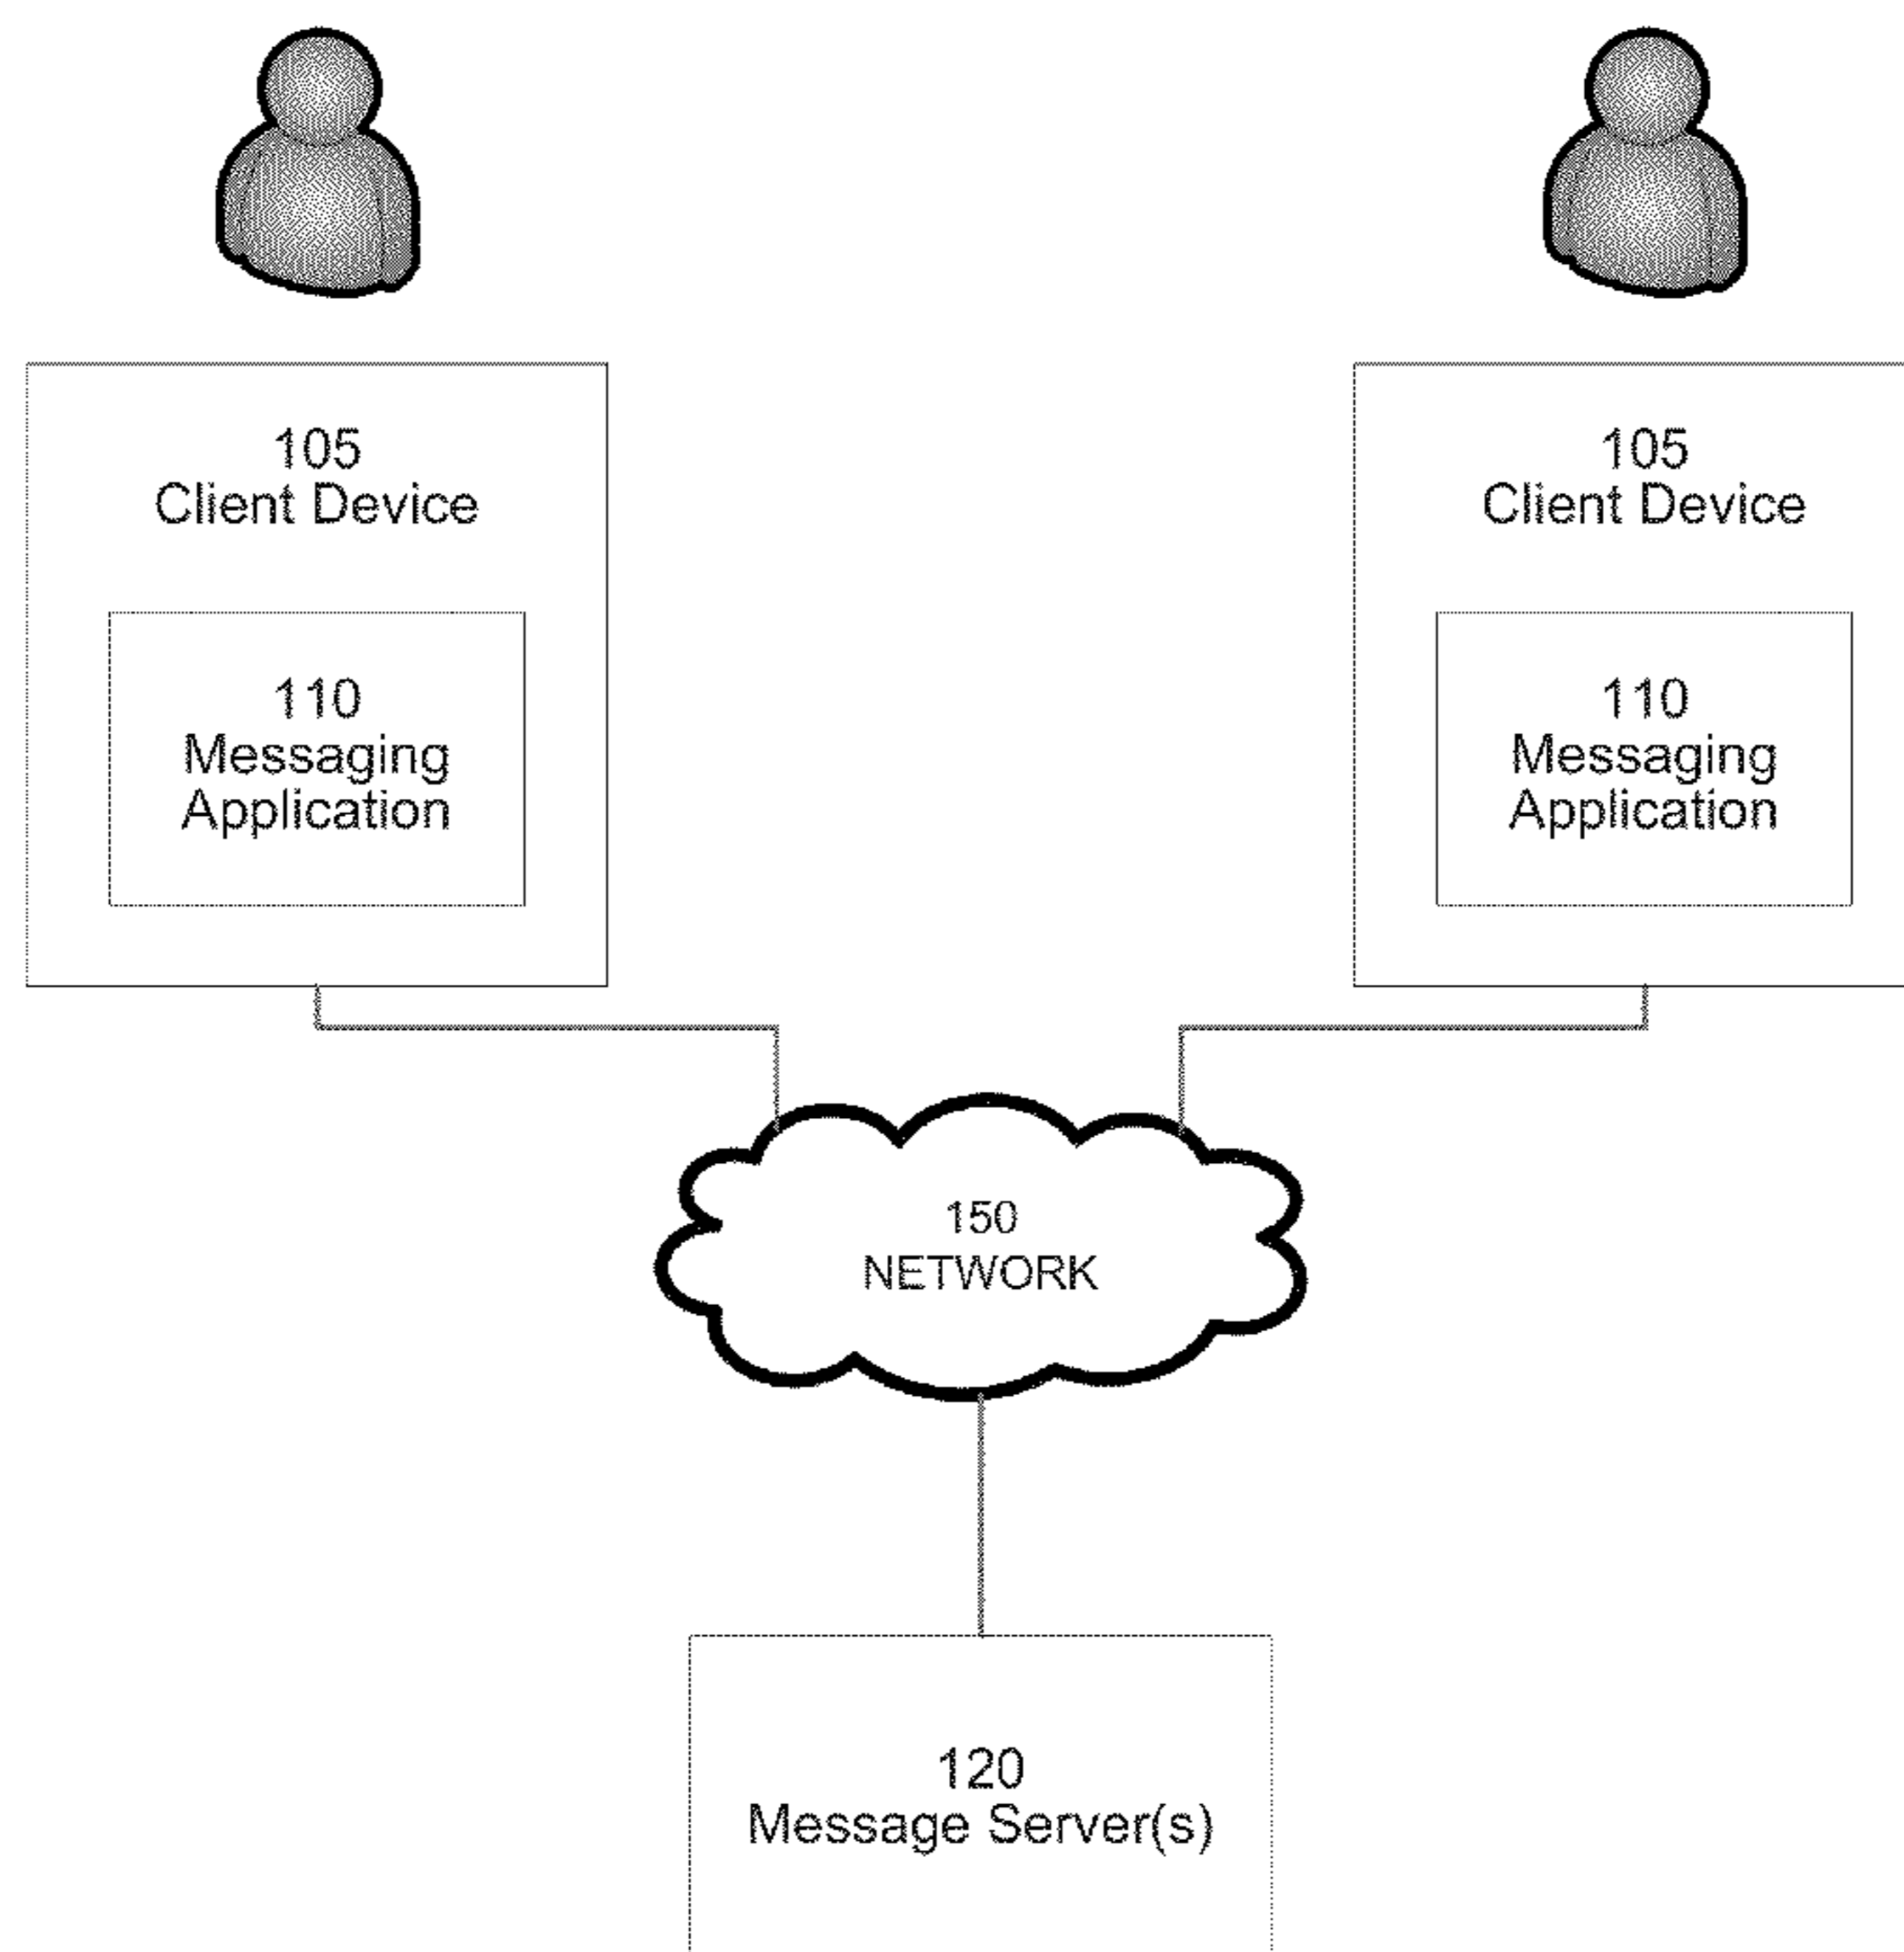 105
Client Device
110
Messaging
Application
105
Client Device
110
Messaging
Application
150
NETWORK
120
Message Server(s)